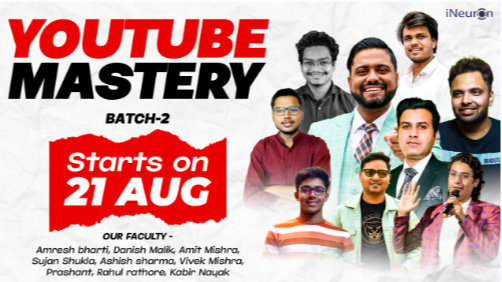 iNeuron
YOUTUBE
MASTERY
BATCH-2
Starts on
21 AUG
OUR FACULTY -
Amresh bharti, Danish Malik, Amit Mishra,
Sujan Shukla, Ashish sharma, Vivek Mishra,
Prashant, Rahul rathore, Kabir Nayak